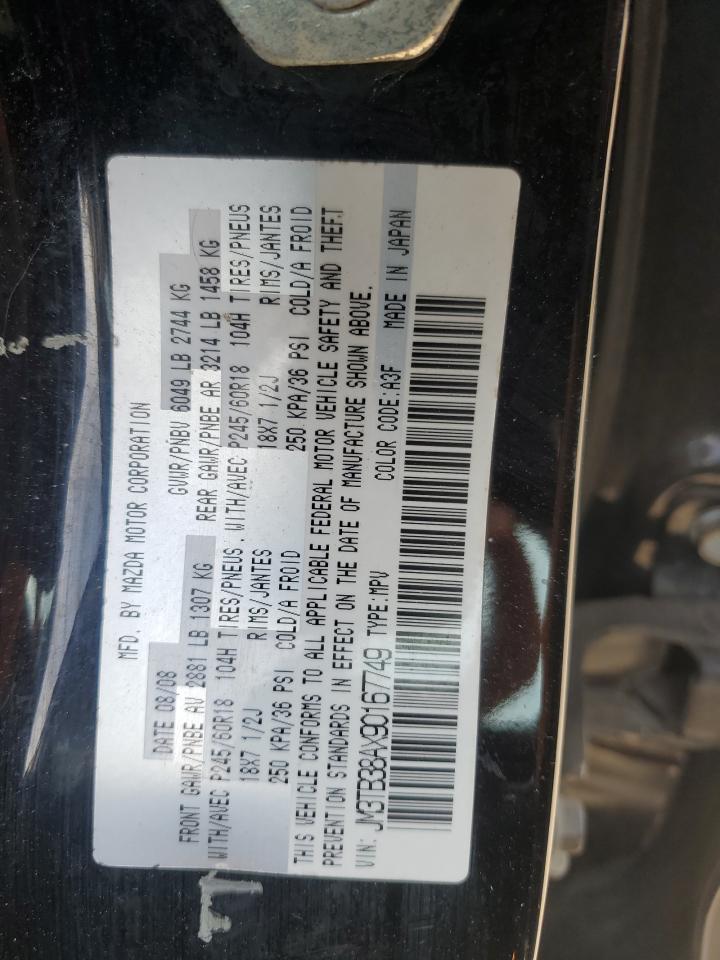 MFD. BY MAZDA MOTOR CORPORATION
DATE 08/08 GVWR/PNBV 6049 LB 2744 KG
FRONT GAWR/PNBE AV 2881 LB 1307 KG REAR GAWR/PNBE AR 3214 LB 1458 KG
WITH/AVEC P245/60R18 104H TIRES/PNEUS , WITH/AVEC P245/60R18 104H TIRES/PNEUS
18X7 1/2J RIMS/JANTES 18X7 1/2J RIMS/JANTES
250 KPA/36 PSI COLD/A FROID 250 KPA/36 PSI COLD/A FROID
THIS VEHICLE CONFORMS TO ALL APPLICABLE FEDERAL MOTOR VEHICLE SAFETY AND THEFT
PREVENTION STANDARDS IN EFFECT ON THE DATE OF MANUFACTURE SHOWN ABOVE.
VIN: JM3TB38AX90167749 TYPE:MPV COLOR CODE:A3F MADE IN JAPAN